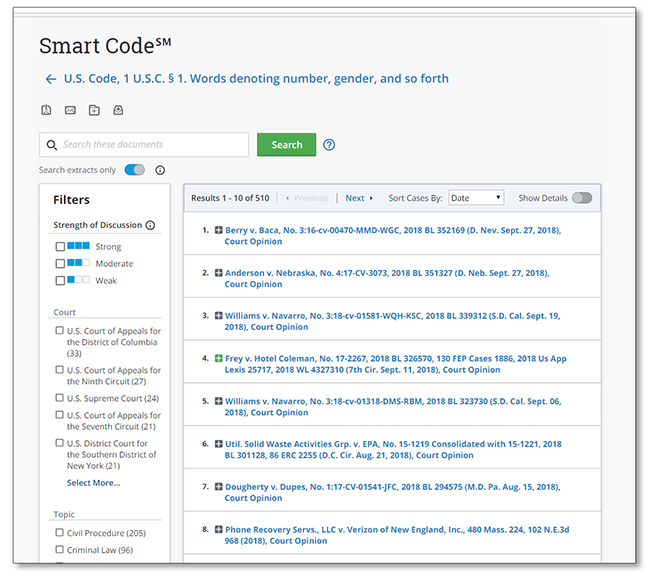 Smart Code℠
← U.S. Code, 1 U.S.C. § 1. Words denoting number, gender, and so forth
Search these documents
Search
Search extracts only
Filters
Strength of Discussion
Strong
Moderate
Weak
Court
U.S. Court of Appeals for
the District of Columbia
(33)
U.S. Court of Appeals for
the Ninth Circuit (27)
U.S. Supreme Court (24)
U.S. Court of Appeals for
the Seventh Circuit (21)
U.S. District Court for
the Southern District of
New York (21)
Select More...
Topic
Civil Procedure (205)
Criminal Law (96)
Results 1 - 10 of 510
Previous
Next
Sort Cases By:
Date
Show Details
1. Berry v. Baca, No. 3:16-cv-00470-MMD-WGC, 2018 BL 352169 (D. Nev. Sept. 27, 2018),
Court Opinion
2. Anderson v. Nebraska, No. 4:17-CV-3073, 2018 BL 351327 (D. Neb. Sept. 27, 2018),
Court Opinion
3. Williams v. Navarro, No. 3:18-cv-01581-WQH-KSC, 2018 BL 339312 (S.D. Cal. Sept. 19,
2018), Court Opinion
4. Frey v. Hotel Coleman, No. 17-2267, 2018 BL 326570, 130 FEP Cases 1886, 2018 Us App
Lexis 25717, 2018 WL 4327310 (7th Cir. Sept. 11, 2018), Court Opinion
5. Williams v. Navarro, No. 3:18-cv-01318-DMS-RBM, 2018 BL 323730 (S.D. Cal. Sept. 06,
2018), Court Opinion
6. Util. Solid Waste Activities Grp. v. EPA, No. 15-1219 Consolidated with 15-1221, 2018
BL 301128, 86 ERC 2255 (D.C. Cir. Aug. 21, 2018), Court Opinion
7. Dougherty v. Dupes, No. 1:17-CV-01541-JFC, 2018 BL 294575 (M.D. Pa. Aug. 15, 2018),
Court Opinion
8. Phone Recovery Servs., LLC v. Verizon of New England, Inc., 480 Mass. 224, 102 N.E.3d
968 (2018), Court Opinion